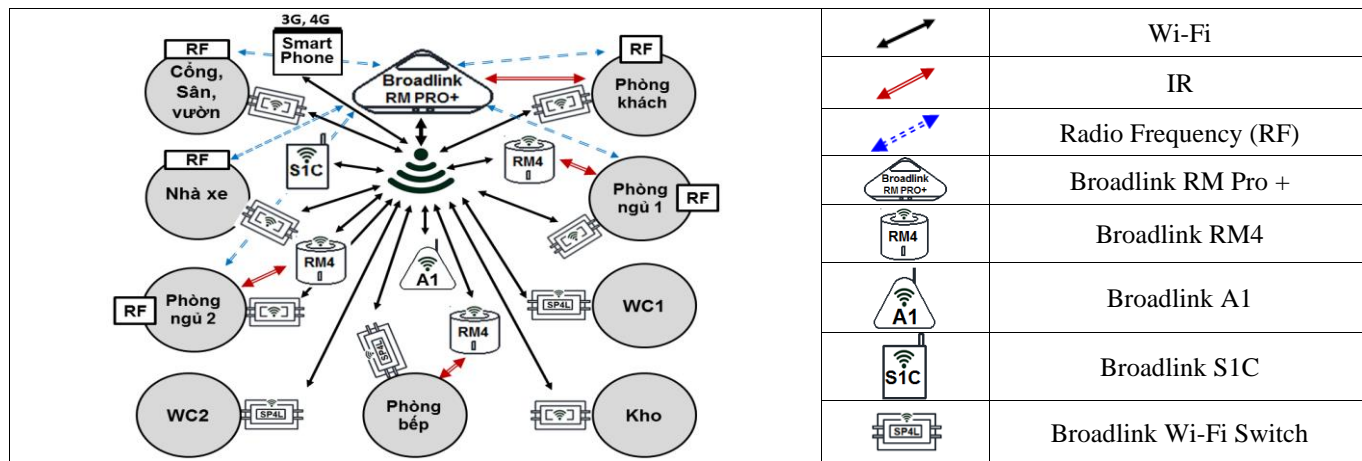 3G, 4G
Smart
Phone
RF
Cổng,
Sân,
vườn
Broadlink
RM PRO+
RF
Phòng
khách
S1C
RM4
RF
Nhà xe
Phòng
ngủ 1
RF
RM4
A1
RF
Phòng
ngủ 2
SP4L
WC1
SP4L
RM4
WC2
SP4L
Phòng
bếp
Kho
Wi-Fi
IR
Radio Frequency (RF)
Broadlink
RM PRO+
Broadlink RM Pro +
RM4
Broadlink RM4
A1
Broadlink A1
S1C
Broadlink S1C
SP4L
Broadlink Wi-Fi Switch